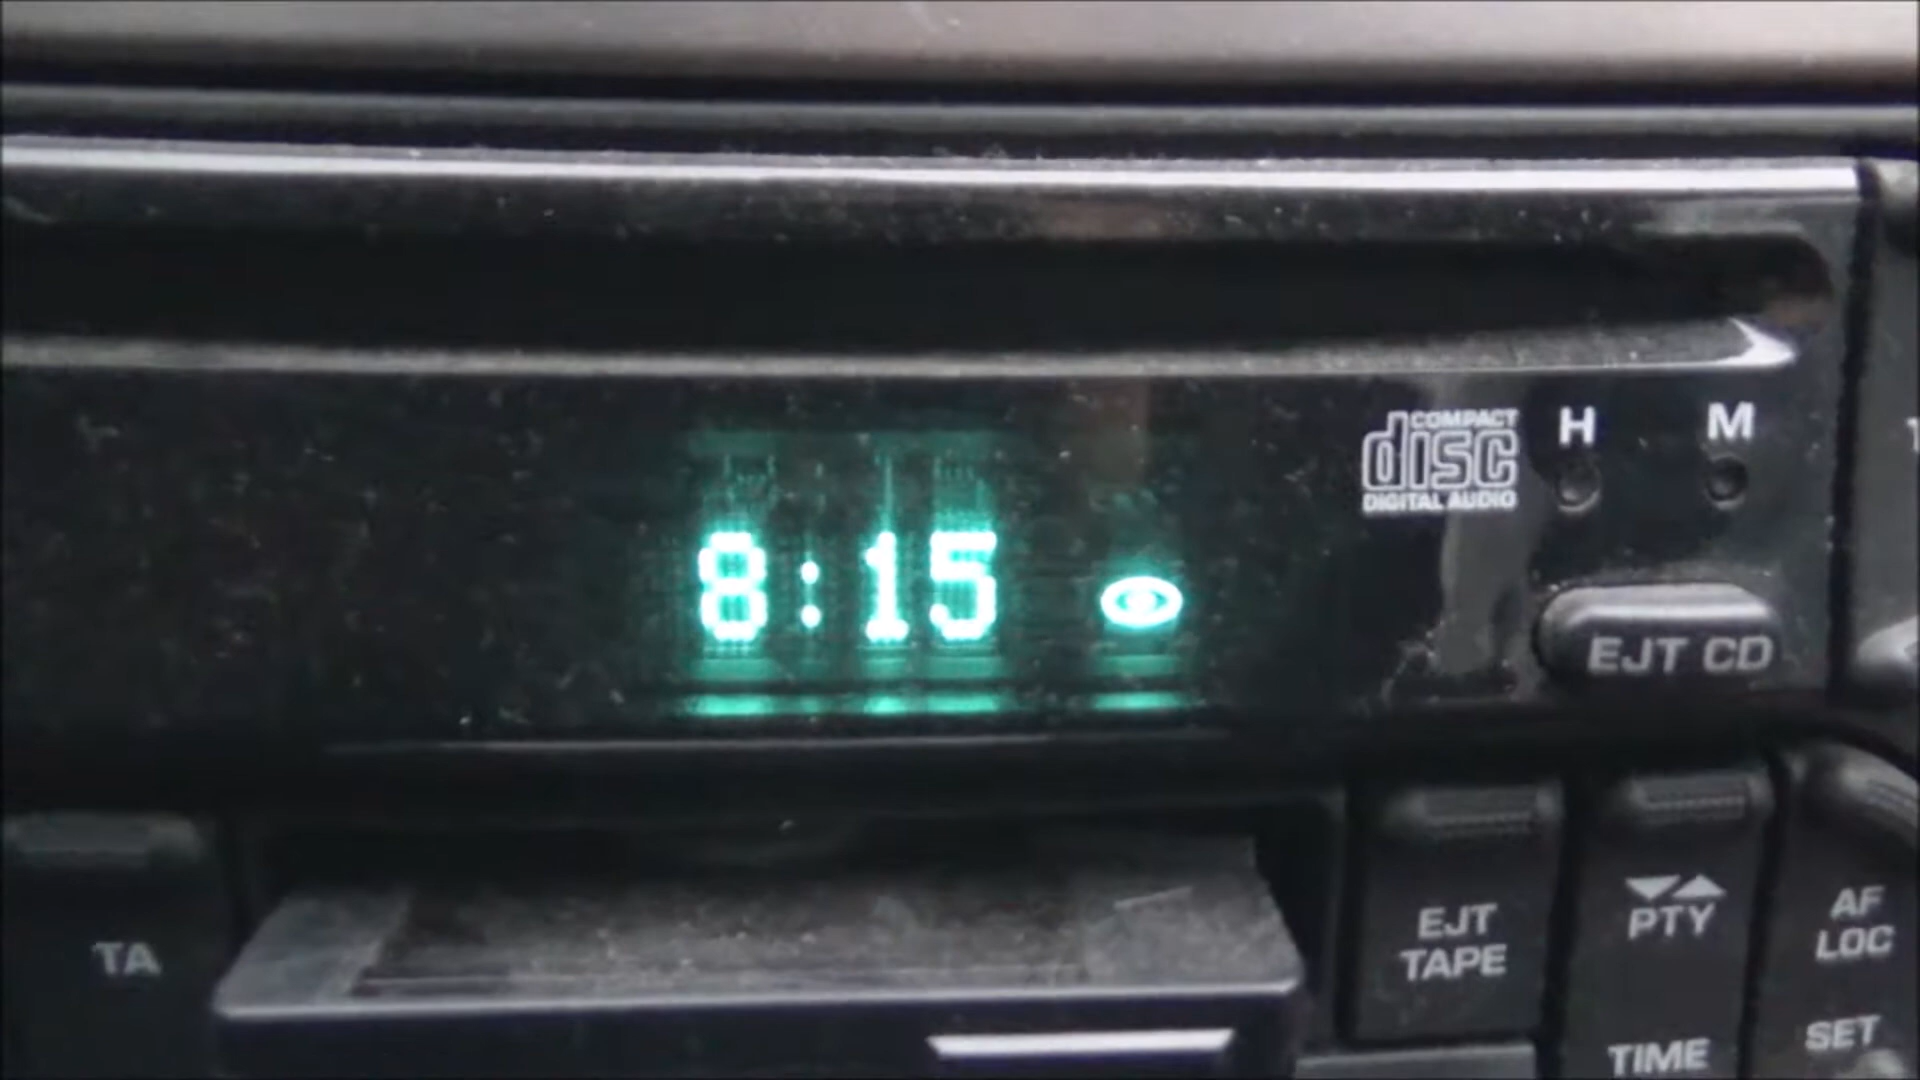 COMPACT
disc
DIGITAL AUDIO
H
M
8:15
EJT CD
TA
EJT
TAPE
PTY
TIME
AF
LOC
SET